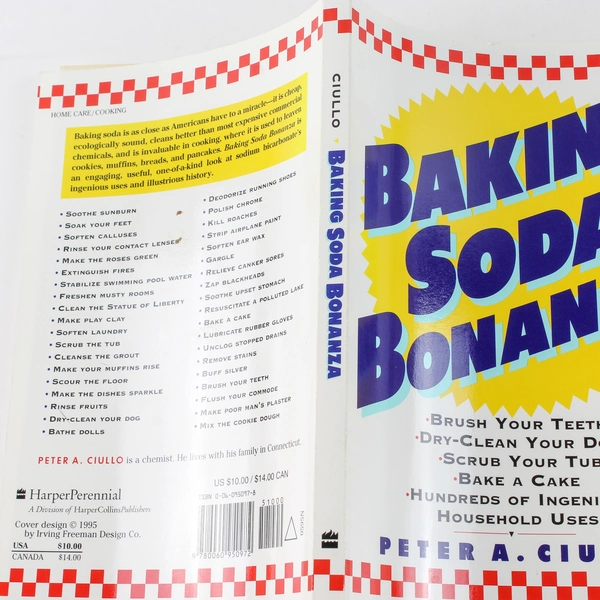 HOME CARE/COOKING
Baking soda is as close as Americans have to a miracle—it is cheap,
ecologically sound, cleans better than most expensive commercial
chemicals, and is invaluable in cooking, where it is used to leaven
cookies, muffins, breads, and pancakes. Baking Soda Bonanza is
an engaging, useful, one-of-a-kind look at sodium bicarbonate's
ingenious uses and illustrious history.
• SOOTHE SUNBURN
• SOAK YOUR FEET
• SOFTEN CALLUSES
• RINSE YOUR CONTACT LENSES
• MAKE THE ROSES GREEN
• EXTINGUISH FIRES
• STABILIZE SWIMMING POOL WATER
• FRESHEN MUSTY ROOMS
• CLEAN THE STATUE OF LIBERTY
• MAKE PLAY CLAY
• SOFTEN LAUNDRY
• SCRUB THE TUB
• CLEANSE THE GROUT
• MAKE YOUR MUFFINS RISE
• SCOUR THE FLOOR
• MAKE THE DISHES SPARKLE
• RINSE FRUITS
• DRY-CLEAN YOUR DOG
• BATHE DOLLS
• DEODORIZE RUNNING SHOES
• POLISH CHROME
• KILL ROACHES
• STRIP AIRPLANE PAINT
• SOFTEN EAR WAX
• GARGLE
• RELIEVE CANKER SORES
• ZAP BLACKHEADS
• SOOTHE UPSET STOMACH
• RESUSCITATE A POLLUTED LAKE
• BAKE A CAKE
• LUBRICATE RUBBER GLOVES
• UNCLOG STOPPED DRAINS
• REMOVE STAINS
• BUFF SILVER
• BRUSH YOUR TEETH
• FLUSH YOUR COMMODE
• MAKE POOR MAN'S PLASTER
• MIX THE COOKIE DOUGH
PETER A. CIULLO is a chemist. He lives with his family in Connecticut.
HarperPerennial
A Division of HarperCollinsPublishers
Cover design © 1995
by Irving Freeman Design Co.
USA $10.00
CANADA $14.00
US $10.00 / $14.00 CAN
ISBN 0-06-095097-8
51000
9 780060 950972
CIULLO • BAKING SODA BONANZA
BAKIN
SODA
BONAN
•BRUSH YOUR TEETH
•DRY-CLEAN YOUR DO
•SCRUB YOUR TUB
•BAKE A CAKE
•HUNDREDS OF INGENI
HOUSEHOLD USES
PETER A. CIU